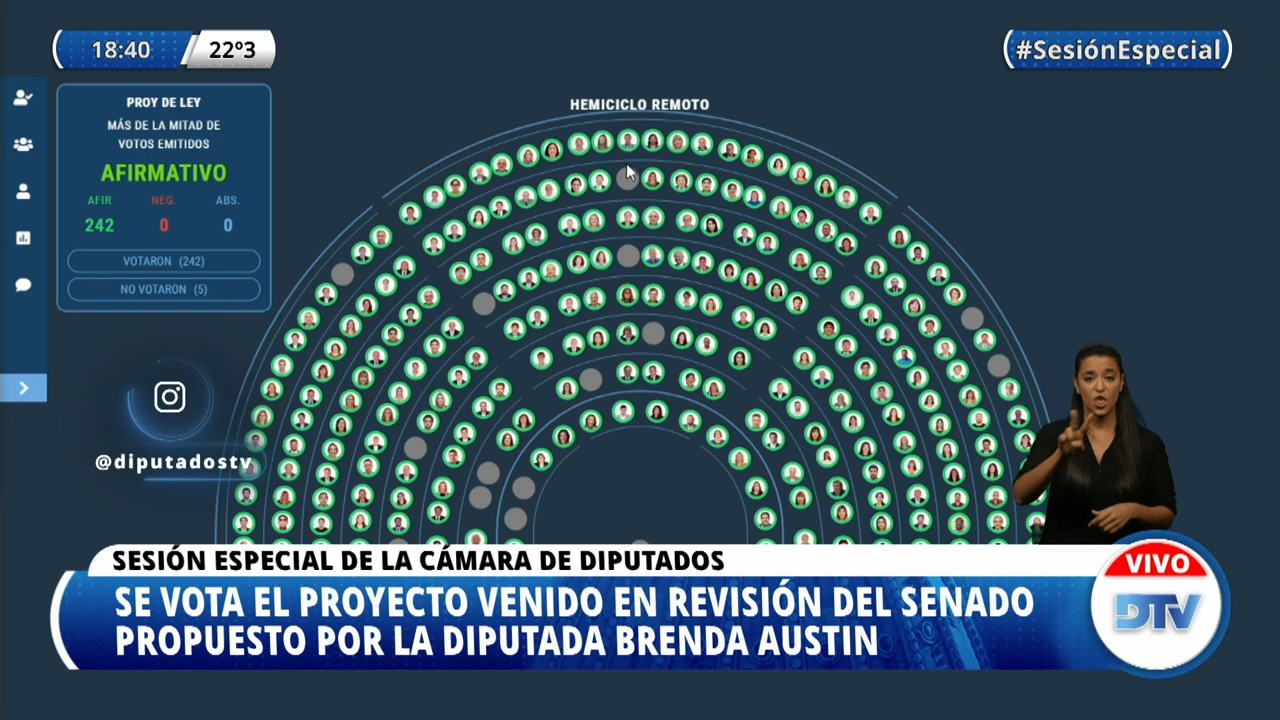 18:40
22º3
#SesiónEspecial
PROY DE LEY
MÁS DE LA MITAD DE
VOTOS EMITIDOS
AFIRMATIVO
AFIR NEG. ABS.
242 0 0
VOTARON (242)
NO VOTARON (5)
HEMICICLO REMOTO
@diputadostv
SESIÓN ESPECIAL DE LA CÁMARA DE DIPUTADOS
SE VOTA EL PROYECTO VENIDO EN REVISIÓN DEL SENADO
PROPUESTO POR LA DIPUTADA BRENDA AUSTIN
VIVO
DTV